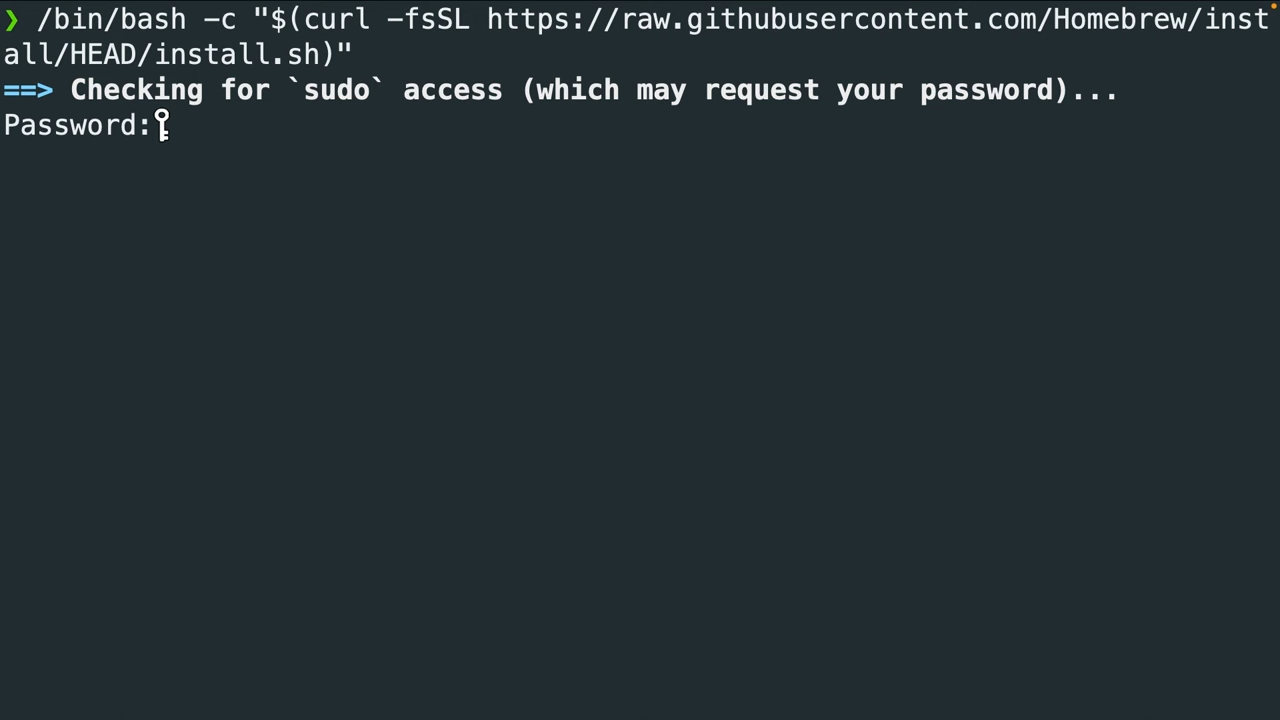 ❯ /bin/bash -c "$(curl -fsSL https://raw.githubusercontent.com/Homebrew/inst
all/HEAD/install.sh)"
==> Checking for `sudo` access (which may request your password)...
Password: